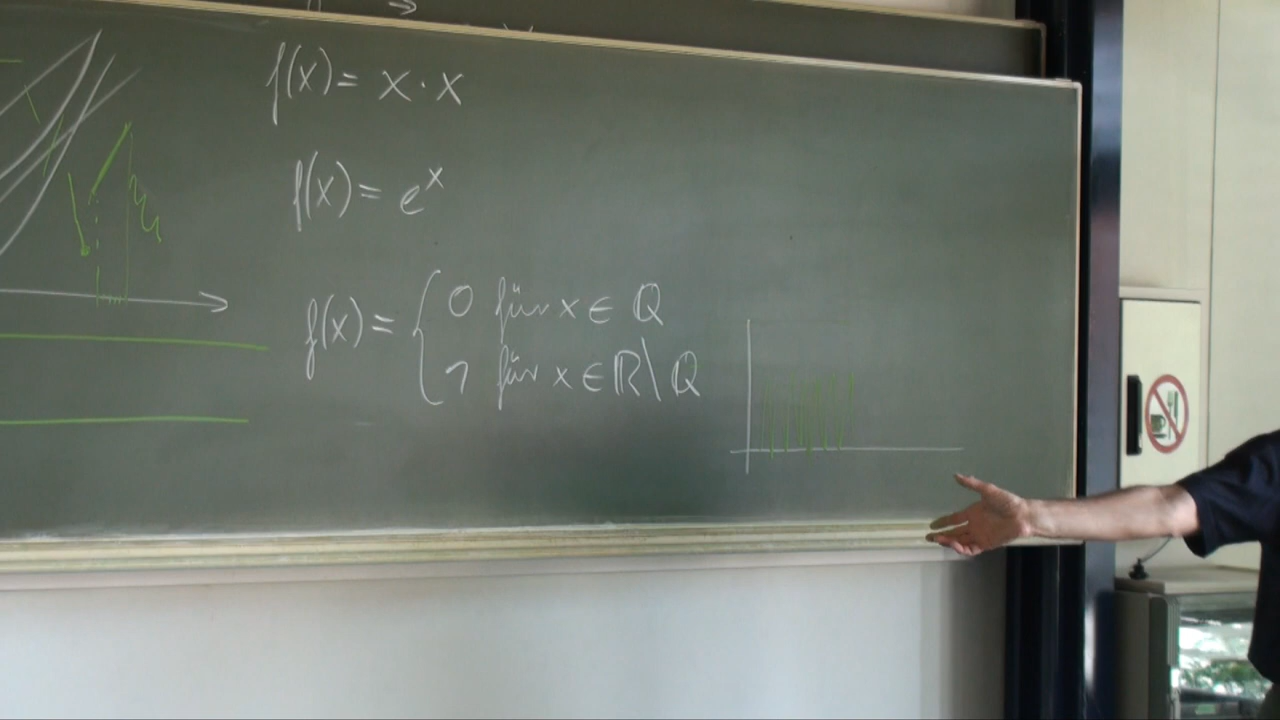 f(x) = x · x
f(x) = e^x
f(x) = { 0 für x ∈ ℚ
1 für x ∈ ℝ \ ℚ